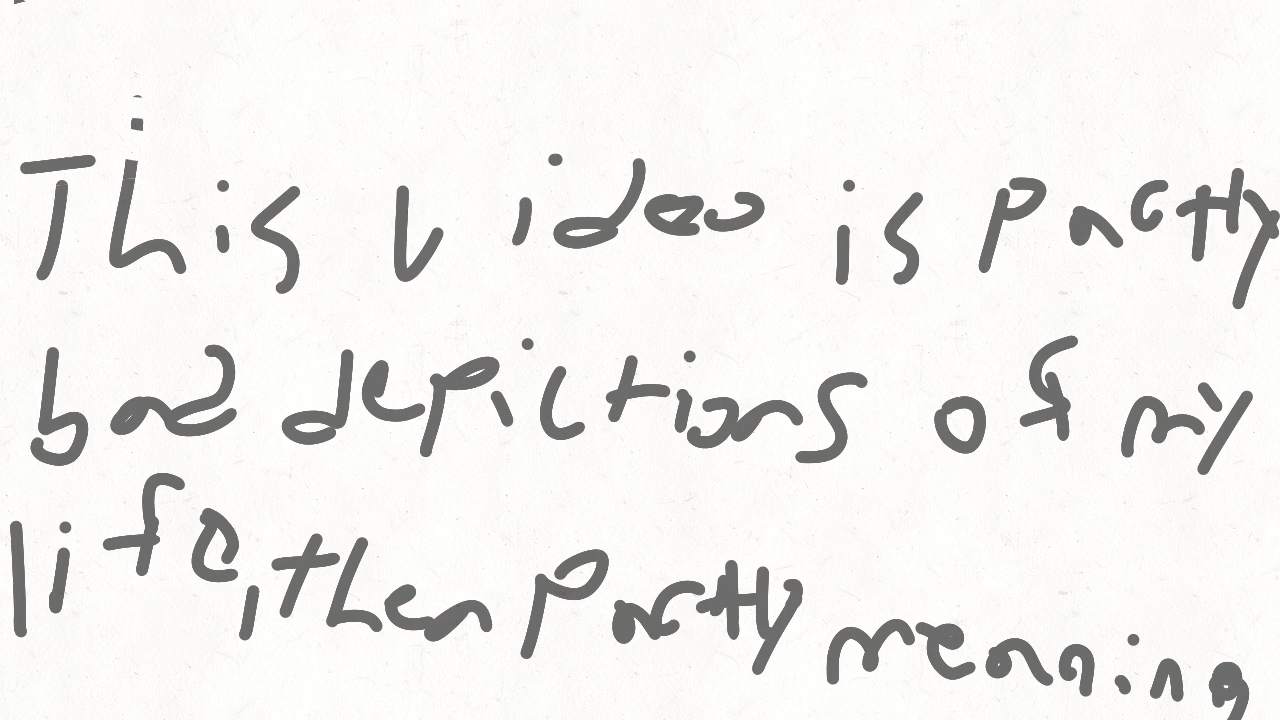 This video is partly
bad depictions of my
life, then partly meaning